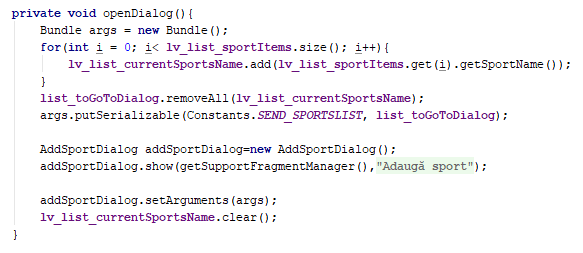 private void openDialog(){
Bundle args = new Bundle();
for(int i = 0; i< lv_list_sportItems.size(); i++){
lv_list_currentSportsName.add(lv_list_sportItems.get(i).getSportName());
}
list_toGoToDialog.removeAll(lv_list_currentSportsName);
args.putSerializable(Constants.SEND_SPORTSLIST, list_toGoToDialog);
AddSportDialog addSportDialog=new AddSportDialog();
addSportDialog.show(getSupportFragmentManager(),"Adaugă sport");
addSportDialog.setArguments(args);
lv_list_currentSportsName.clear();
}